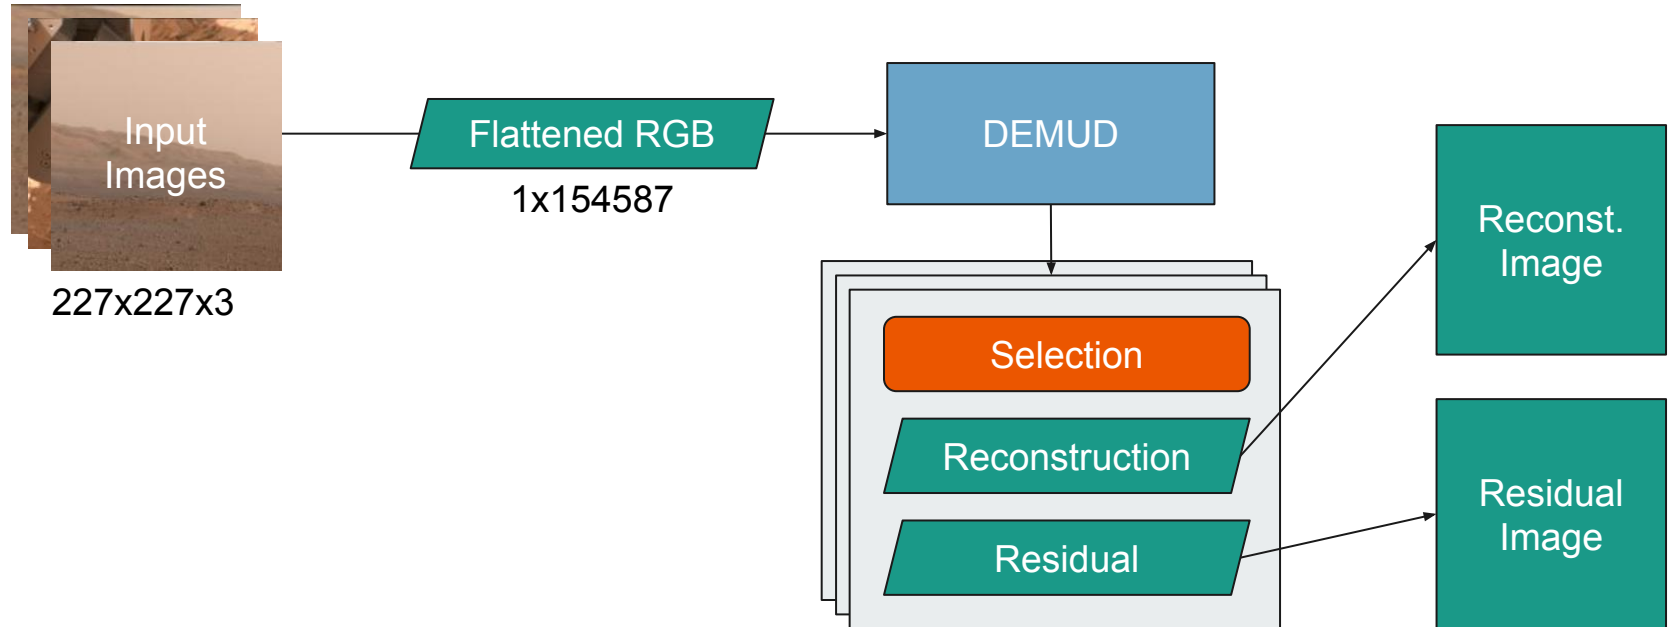 Input
Images
227x227x3
Flattened RGB
1x154587
DEMUD
Selection
Reconstruction
Residual
Reconst.
Image
Residual
Image